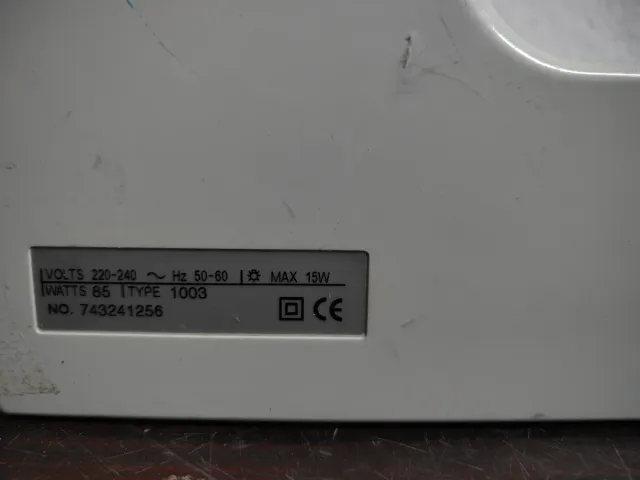 VOLTS 220-240 ~ Hz 50-60 MAX 15W
WATTS 85 TYPE 1003
NO. 743241256 CE